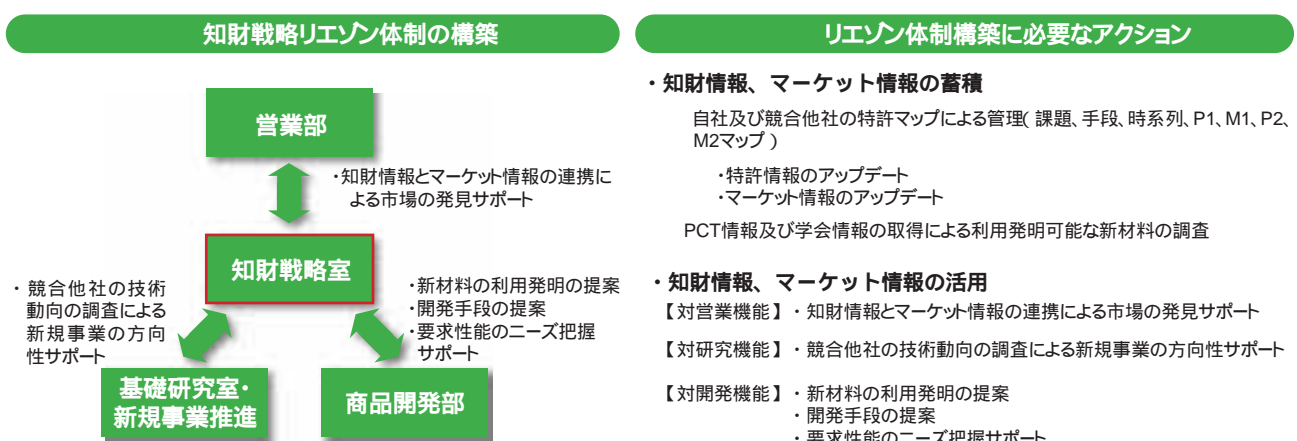 知財戦略リエゾン体制の構築
営業部
・知財情報とマーケット情報の連携に
よる市場の発見サポート
知財戦略室
・競合他社の技術
動向の調査による
新規事業の方向
性サポート
・新材料の利用発明の提案
・開発手段の提案
・要求性能のニーズ把握
サポート
基礎研究室・
新規事業推進
商品開発部
リエゾン体制構築に必要なアクション
・知財情報、マーケット情報の蓄積
自社及び競合他社の特許マップによる管理(課題、手段、時系列、P1、M1、P2、
M2マップ)
・特許情報のアップデート
・マーケット情報のアップデート
PCT情報及び学会情報の取得による利用発明可能な新材料の調査
・知財情報、マーケット情報の活用
【対営業機能】・知財情報とマーケット情報の連携による市場の発見サポート
【対研究機能】・競合他社の技術動向の調査による新規事業の方向性サポート
【対開発機能】・新材料の利用発明の提案
・開発手段の提案
・要求性能のニーズ把握サポート